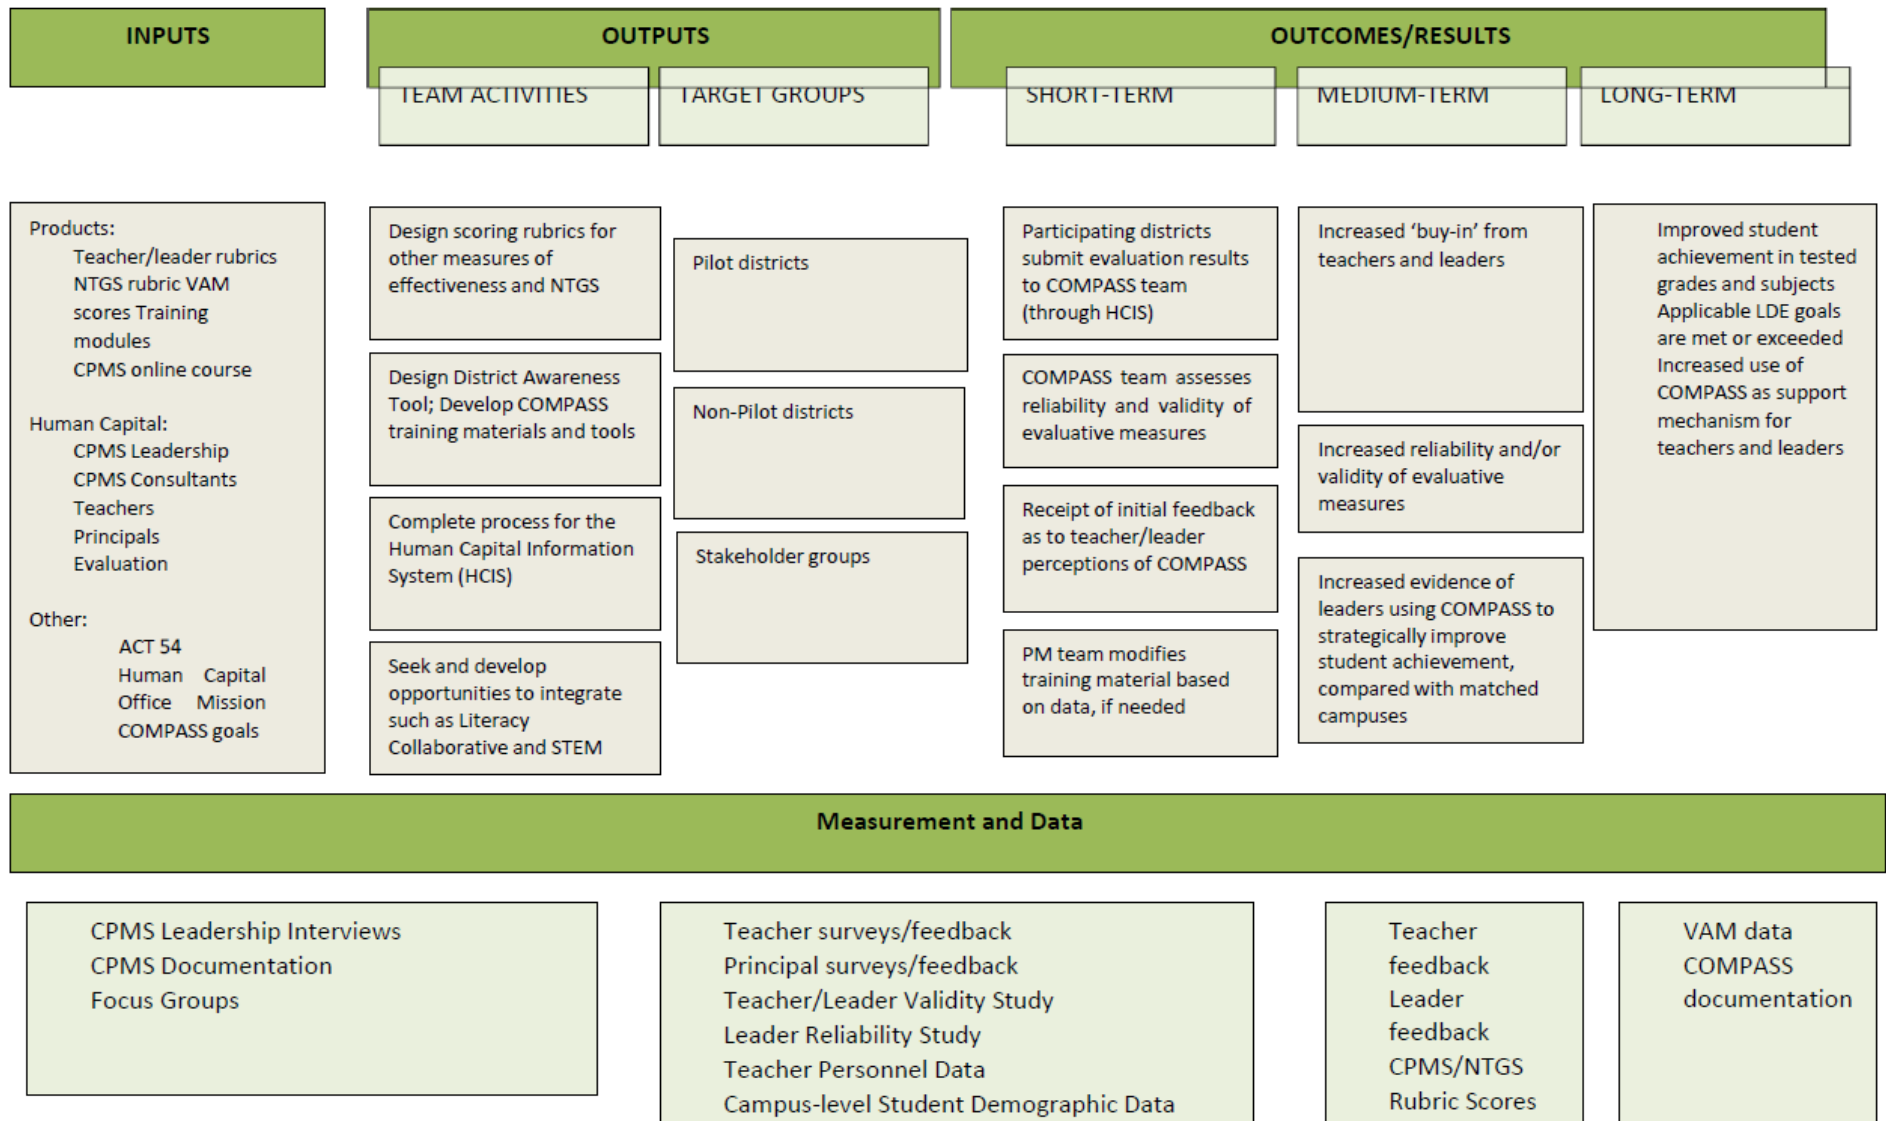 INPUTS
OUTPUTS
OUTCOMES/RESULTS
TEAM ACTIVITIES
TARGET GROUPS
SHORT-TERM
MEDIUM-TERM
LONG-TERM
Products:
Teacher/leader rubrics
NTGS rubric VAM
scores Training
modules
CPMS online course
Human Capital:
CPMS Leadership
CPMS Consultants
Teachers
Principals
Evaluation
Other:
ACT 54
Human Capital
Office Mission
COMPASS goals
Design scoring rubrics for
other measures of
effectiveness and NTGS
Design District Awareness
Tool; Develop COMPASS
training materials and tools
Complete process for the
Human Capital Information
System (HCIS)
Seek and develop
opportunities to integrate
such as Literacy
Collaborative and STEM
Pilot districts
Non-Pilot districts
Stakeholder groups
Participating districts
submit evaluation results
to COMPASS team
(through HCIS)
COMPASS team assesses
reliability and validity of
evaluative measures
Receipt of initial feedback
as to teacher/leader
perceptions of COMPASS
PM team modifies
training material based
on data, if needed
Increased ‘buy-in’ from
teachers and leaders
Increased reliability and/or
validity of evaluative
measures
Increased evidence of
leaders using COMPASS to
strategically improve
student achievement,
compared with matched
campuses
Improved student
achievement in tested
grades and subjects
Applicable LDE goals
are met or exceeded
Increased use of
COMPASS as support
mechanism for
teachers and leaders
Measurement and Data
CPMS Leadership Interviews
CPMS Documentation
Focus Groups
Teacher surveys/feedback
Principal surveys/feedback
Teacher/Leader Validity Study
Leader Reliability Study
Teacher Personnel Data
Campus-level Student Demographic Data
Teacher
feedback
Leader
feedback
CPMS/NTGS
Rubric Scores
VAM data
COMPASS
documentation